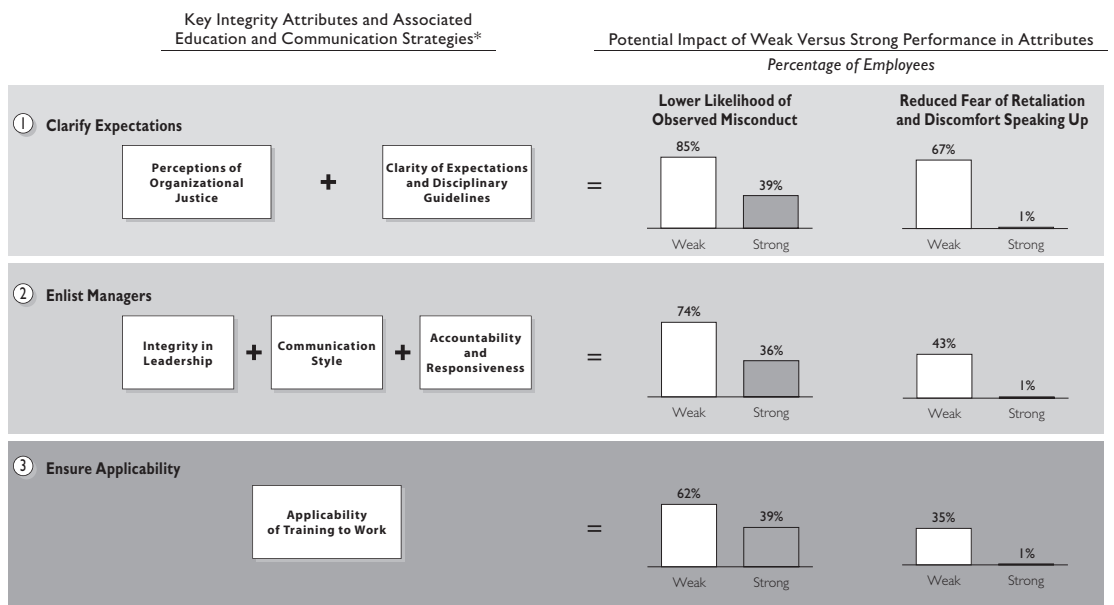 Key Integrity Attributes and Associated
Education and Communication Strategies*
Potential Impact of Weak Versus Strong Performance in Attributes
Percentage of Employees
1 Clarify Expectations
Perceptions of
Organizational
Justice
+
Clarity of Expectations
and Disciplinary
Guidelines
=
Lower Likelihood of
Observed Misconduct
85%
39%
Weak Strong
Reduced Fear of Retaliation
and Discomfort Speaking Up
67%
1%
Weak Strong
2 Enlist Managers
Integrity in
Leadership
+
Communication
Style
+
Accountability
and
Responsiveness
=
74%
36%
Weak Strong
43%
1%
Weak Strong
3 Ensure Applicability
Applicability
of Training to Work
=
62%
39%
Weak Strong
35%
1%
Weak Strong